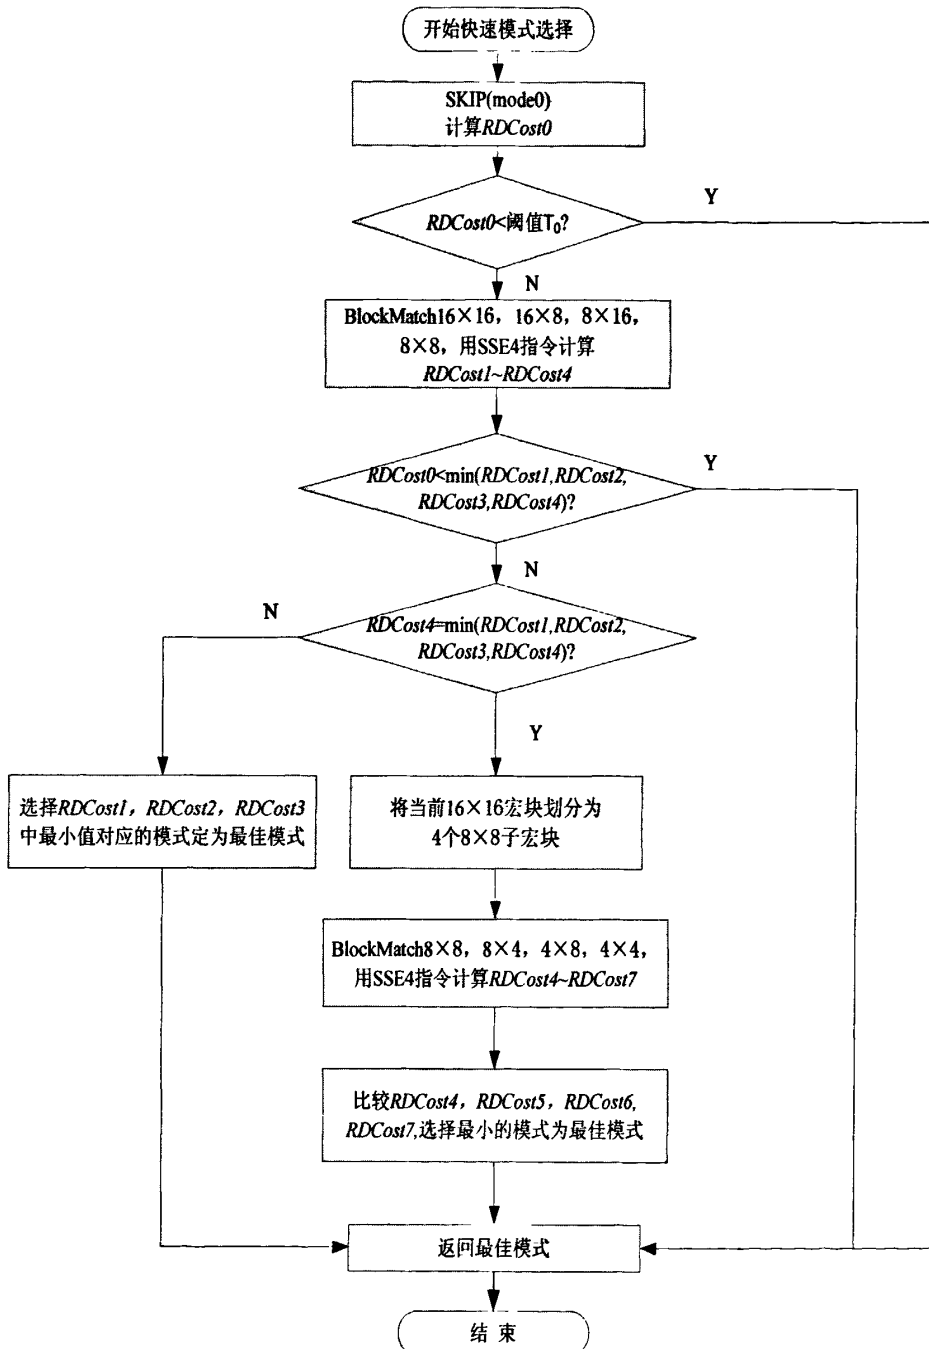 开始快速模式选择
SKIP(mode0)
计算RDCost0
Y
RDCost0<阈值T₀?
N
BlockMatch16×16，16×8，8×16，
8×8，用SSE4指令计算
RDCost1~RDCost4
RDCost0<min(RDCost1,RDCost2,
RDCost3,RDCost4)?
Y
N
N
RDCost4=min(RDCost1,RDCost2,
RDCost3,RDCost4)?
Y
选择RDCost1，RDCost2，RDCost3
中最小值对应的模式定为最佳模式
将当前16×16宏块划分为
4个8×8子宏块
BlockMatch8×8，8×4，4×8，4×4，
用SSE4指令计算RDCost4~RDCost7
比较RDCost4，RDCost5，RDCost6,
RDCost7,选择最小的模式为最佳模式
返回最佳模式
结 束